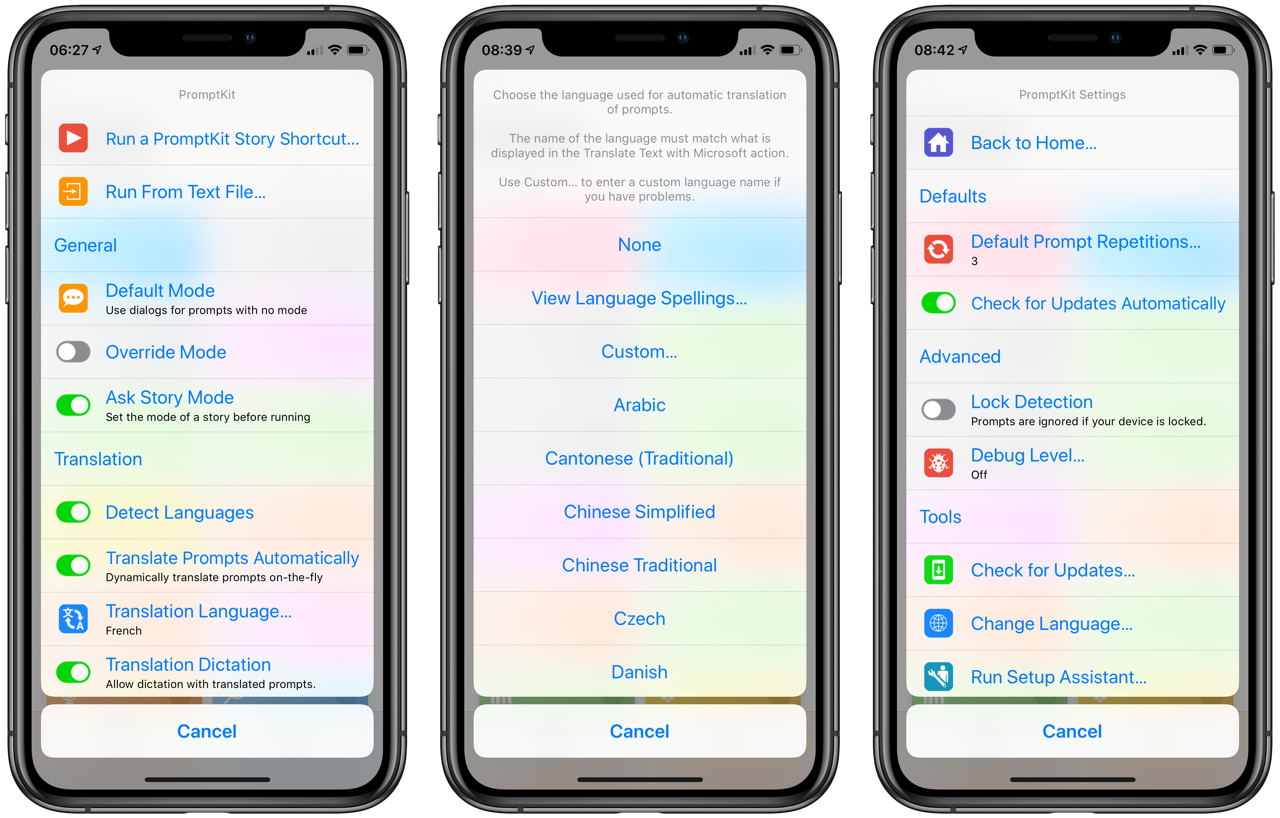 06:27
PromptKit
Run a PromptKit Story Shortcut...
Run From Text File...
General
Default Mode
Use dialogs for prompts with no mode
Override Mode
Ask Story Mode
Set the mode of a story before running
Translation
Detect Languages
Translate Prompts Automatically
Dynamically translate prompts on-the-fly
文A
Translation Language...
French
Translation Dictation
Allow dictation with translated prompts.
Cancel
08:39
Choose the language used for automatic translation
of prompts.
The name of the language must match what is
displayed in the Translate Text with Microsoft action.
Use Custom... to enter a custom language name if
you have problems.
None
View Language Spellings...
Custom...
Arabic
Cantonese (Traditional)
Chinese Simplified
Chinese Traditional
Czech
Danish
Cancel
08:42
PromptKit Settings
Back to Home...
Defaults
Default Prompt Repetitions...
3
Check for Updates Automatically
Advanced
Lock Detection
Prompts are ignored if your device is locked.
Debug Level...
Off
Tools
Check for Updates...
Change Language...
Run Setup Assistant...
Cancel